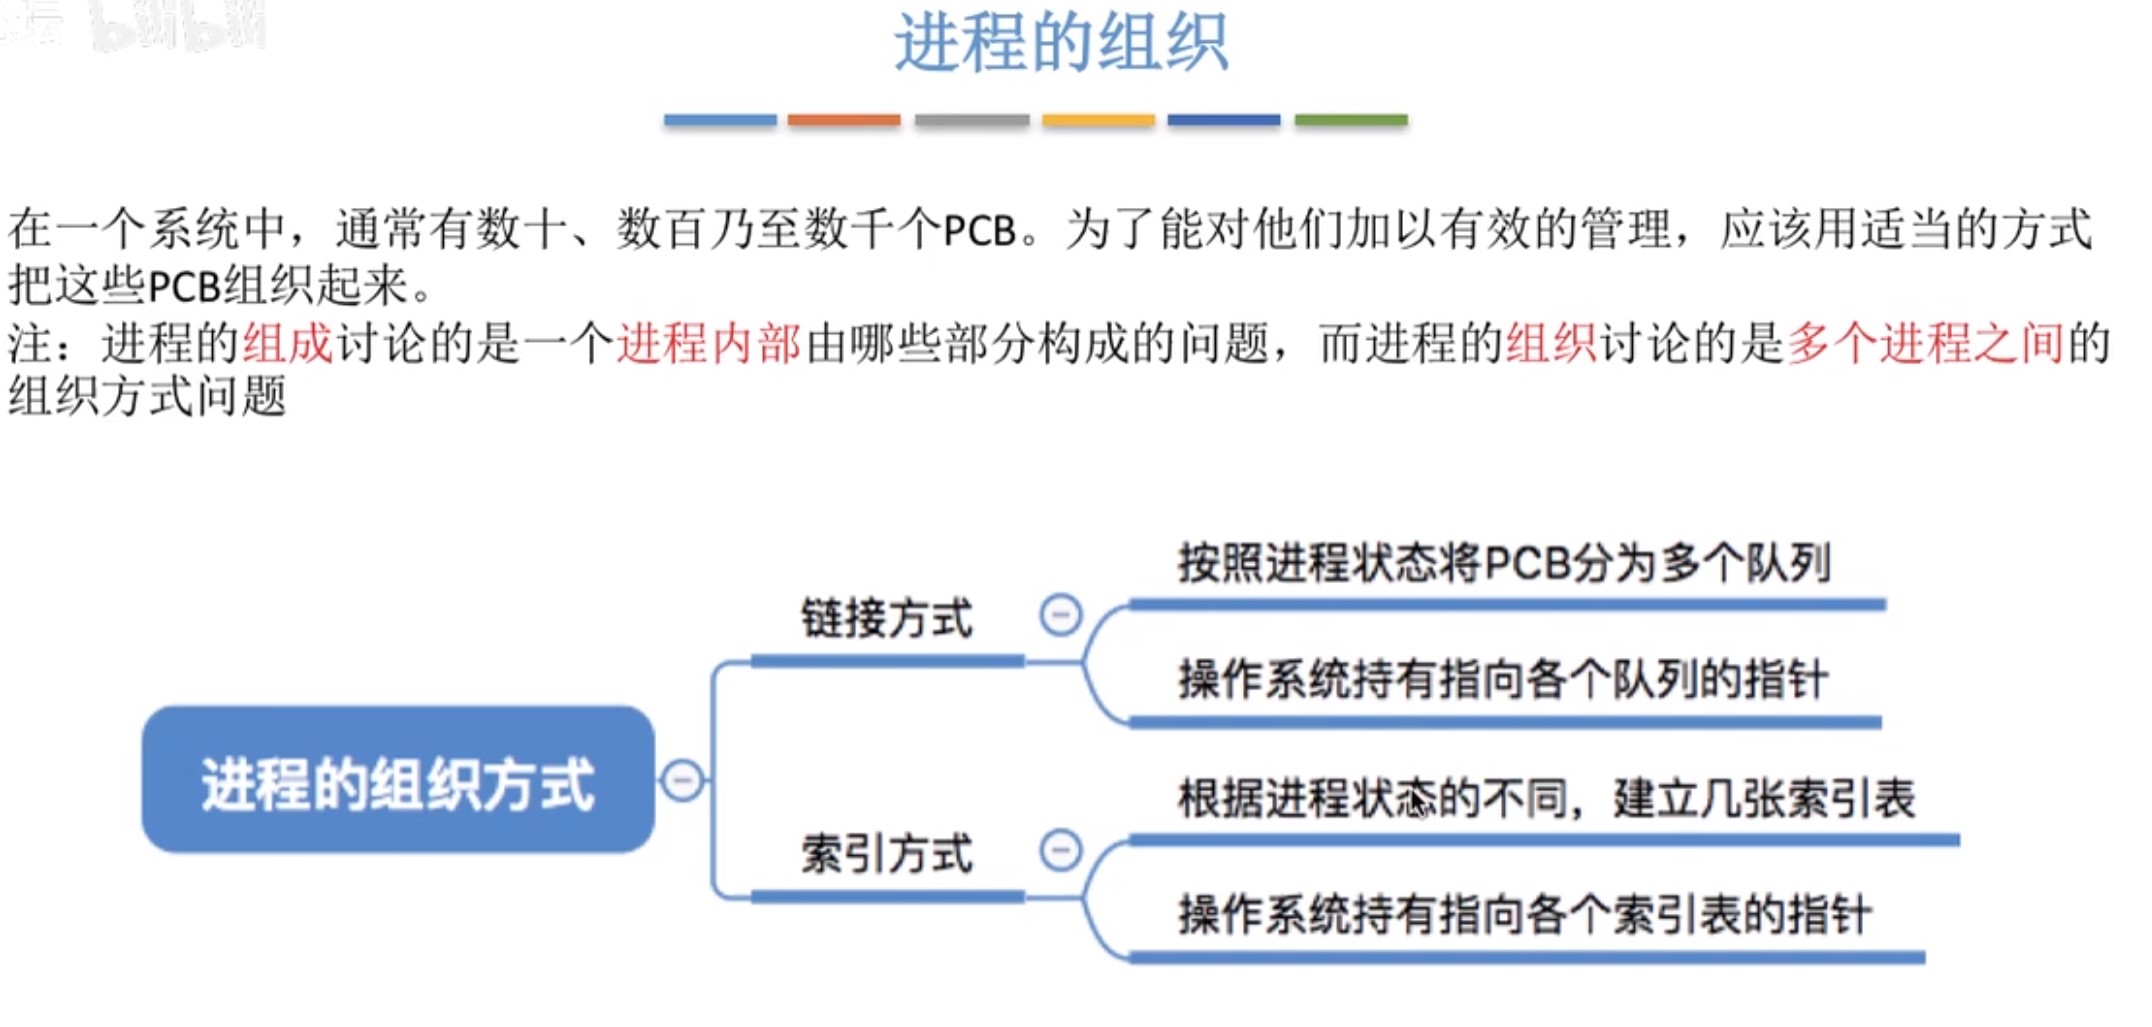 坛 bilibili
进程的组织
在一个系统中，通常有数十、数百乃至数千个PCB。为了能对他们加以有效的管理，应该用适当的方式
把这些PCB组织起来。
注：进程的组成讨论的是一个进程内部由哪些部分构成的问题，而进程的组织讨论的是多个进程之间的
组织方式问题
按照进程状态将PCB分为多个队列
链接方式
操作系统持有指向各个队列的指针
进程的组织方式
根据进程状态的不同，建立几张索引表
索引方式
操作系统持有指向各个索引表的指针